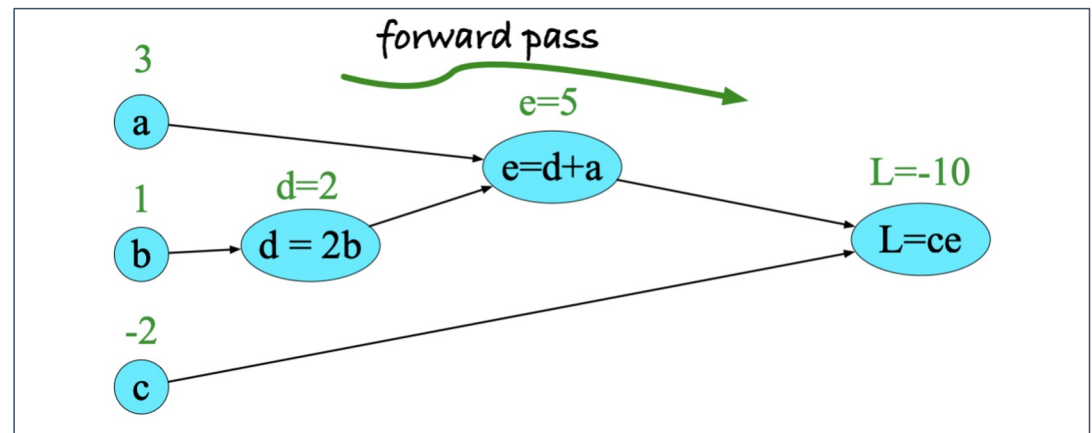 forward pass
3
a
e=5
e=d+a
d=2
L=-10
1
b
d = 2b
L=ce
-2
c